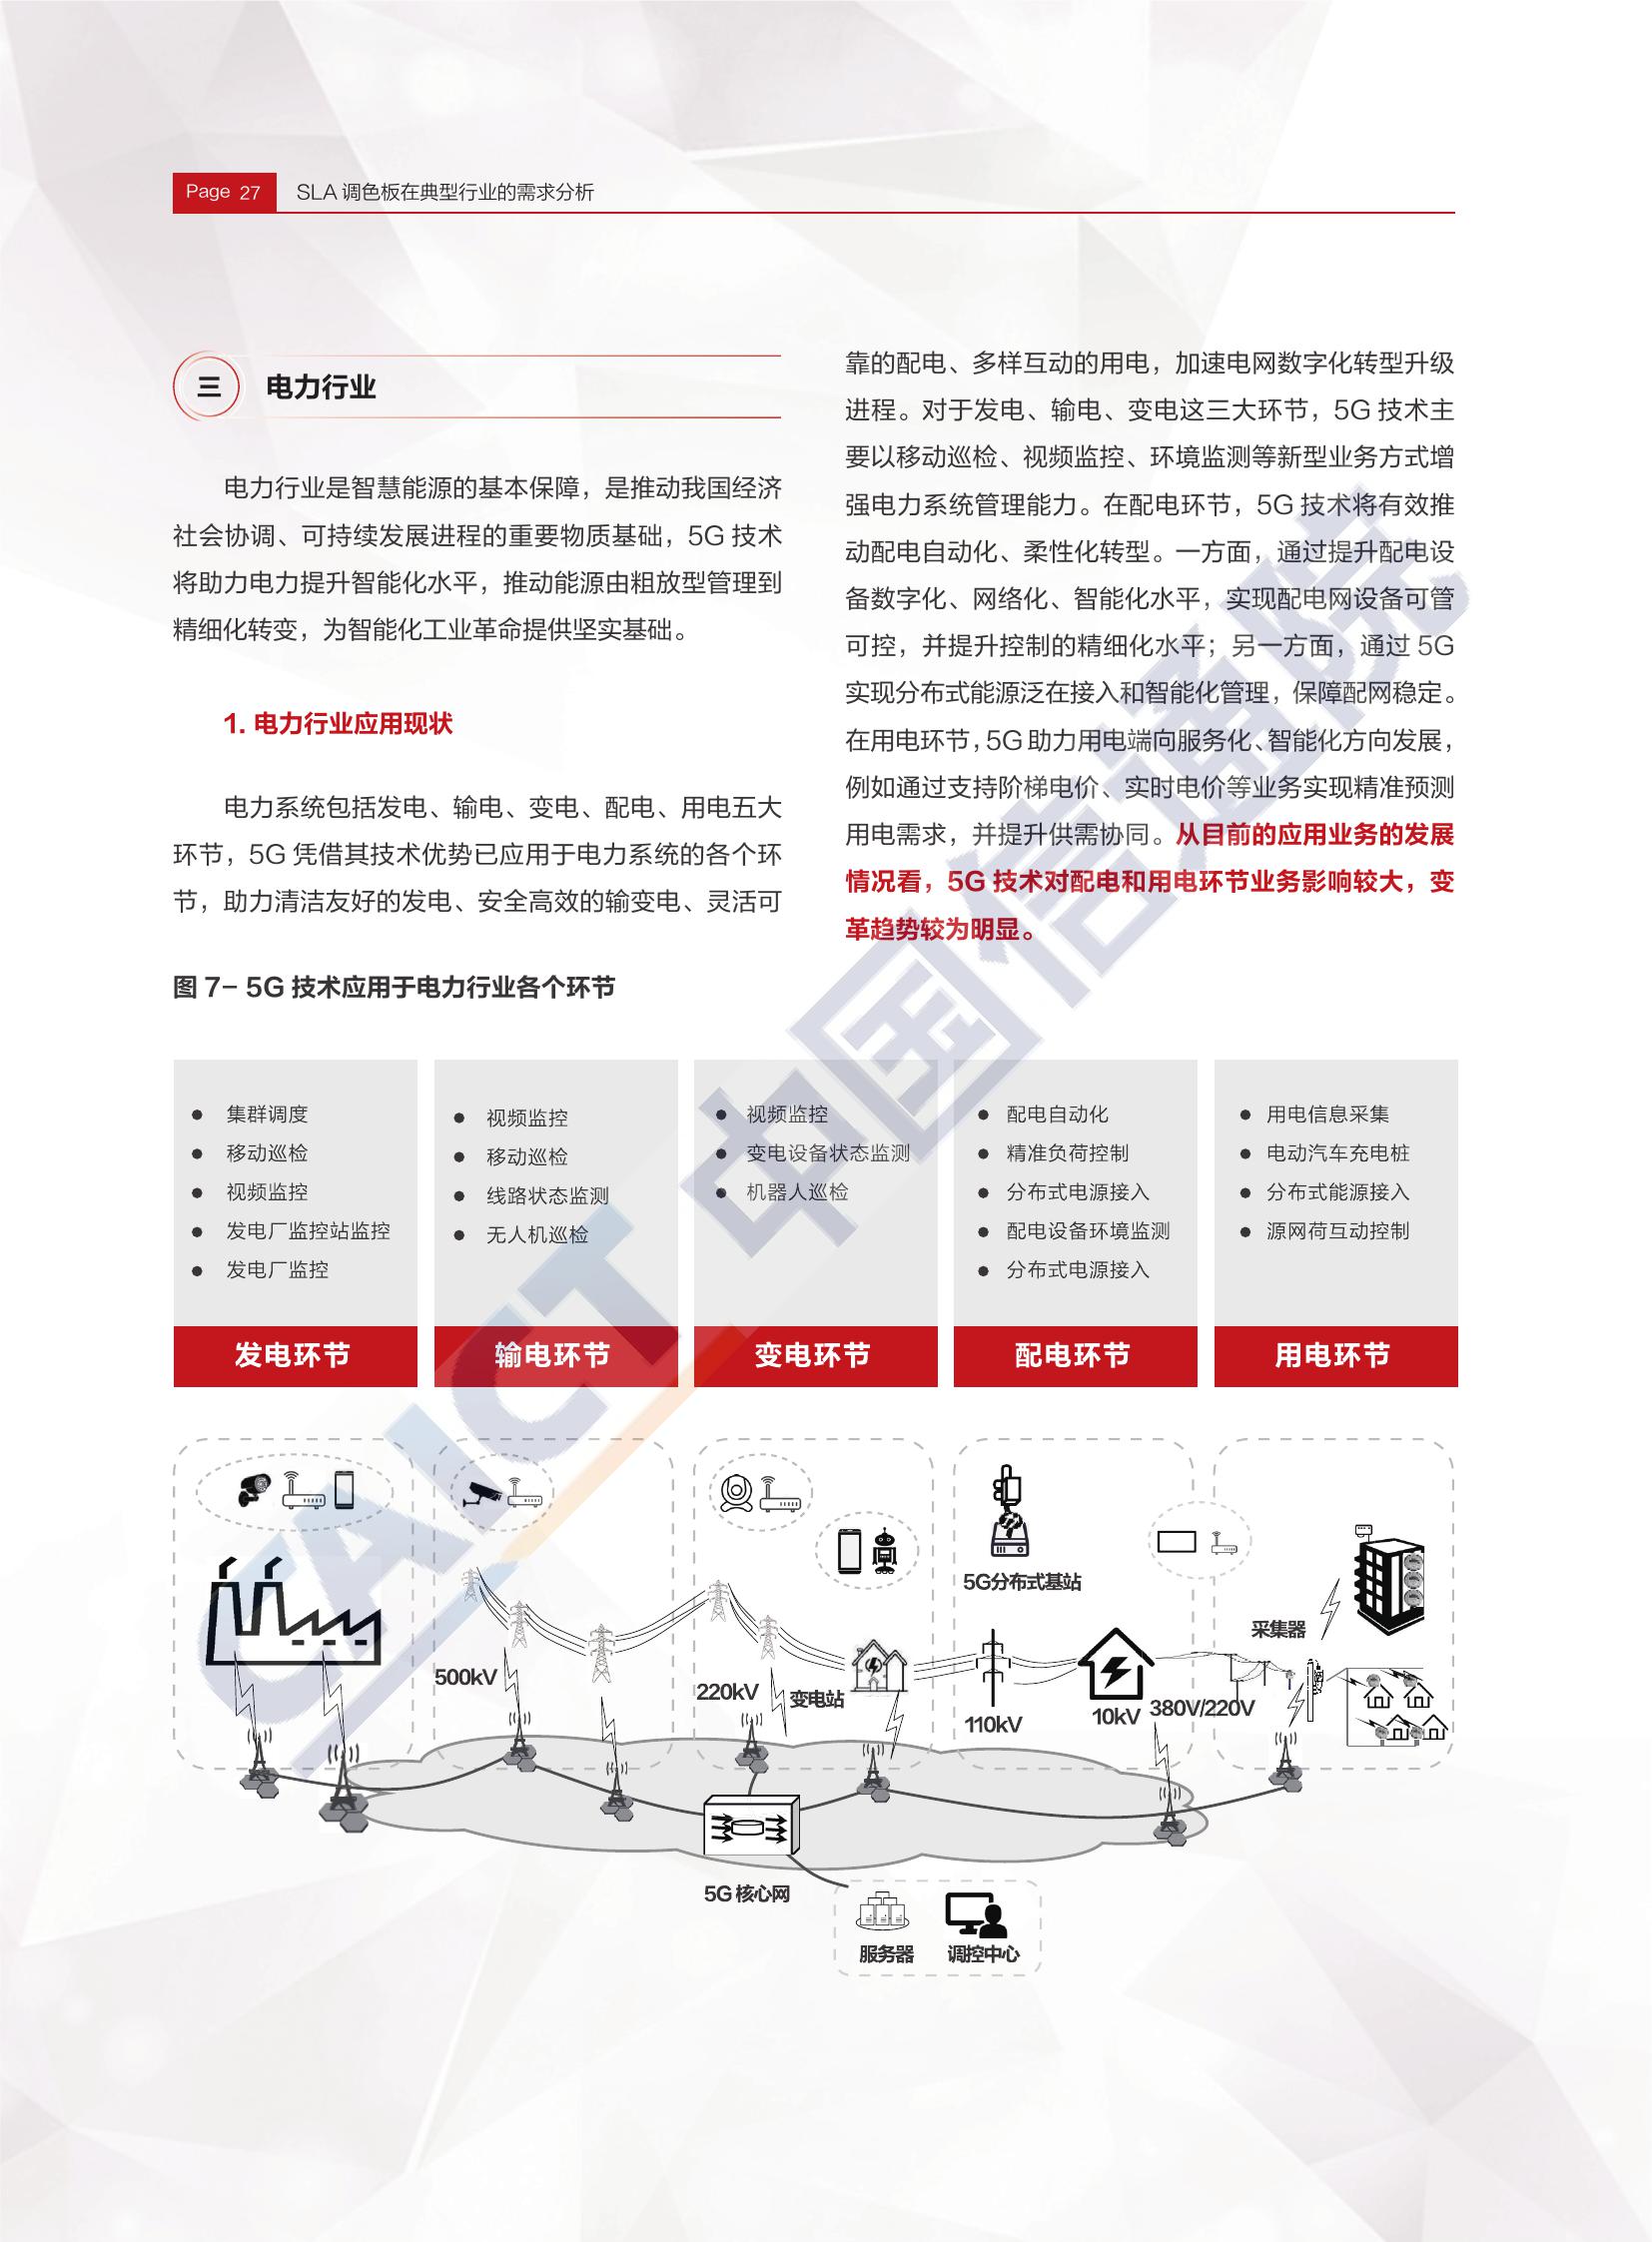 Page 27
SLA 调色板在典型行业的需求分析
三
电力行业
电力行业是智慧能源的基本保障，是推动我国经济
社会协调、可持续发展进程的重要物质基础，5G 技术
将助力电力提升智能化水平，推动能源由粗放型管理到
精细化转变，为智能化工业革命提供坚实基础。
1. 电力行业应用现状
电力系统包括发电、输电、变电、配电、用电五大
环节，5G 凭借其技术优势已应用于电力系统的各个环
节，助力清洁友好的发电、安全高效的输变电、灵活可
靠的配电、多样互动的用电，加速电网数字化转型升级
进程。对于发电、输电、变电这三大环节，5G 技术主
要以移动巡检、视频监控、环境监测等新型业务方式增
强电力系统管理能力。在配电环节，5G 技术将有效推
动配电自动化、柔性化转型。一方面，通过提升配电设
备数字化、网络化、智能化水平，实现配电网设备可管
可控，并提升控制的精细化水平；另一方面，通过 5G
实现分布式能源泛在接入和智能化管理，保障配网稳定。
在用电环节，5G 助力用电端向服务化、智能化方向发展，
例如通过支持阶梯电价、实时电价等业务实现精准预测
用电需求，并提升供需协同。从目前的应用业务的发展
情况看，5G 技术对配电和用电环节业务影响较大，变
革趋势较为明显。
图 7– 5G 技术应用于电力行业各个环节
● 集群调度
● 移动巡检
● 视频监控
● 发电厂监控站监控
● 发电厂监控
发电环节
● 视频监控
● 移动巡检
● 线路状态监测
● 无人机巡检
输电环节
● 视频监控
● 变电设备状态监测
● 机器人巡检
变电环节
● 配电自动化
● 精准负荷控制
● 分布式电源接入
● 配电设备环境监测
● 分布式电源接入
配电环节
● 用电信息采集
● 电动汽车充电桩
● 分布式能源接入
● 源网荷互动控制
用电环节
5G分布式基站
采集器
500kV
220kV
变电站
110kV
10kV
380V/220V
5G 核心网
服务器
调控中心
CAICT 中国信通院